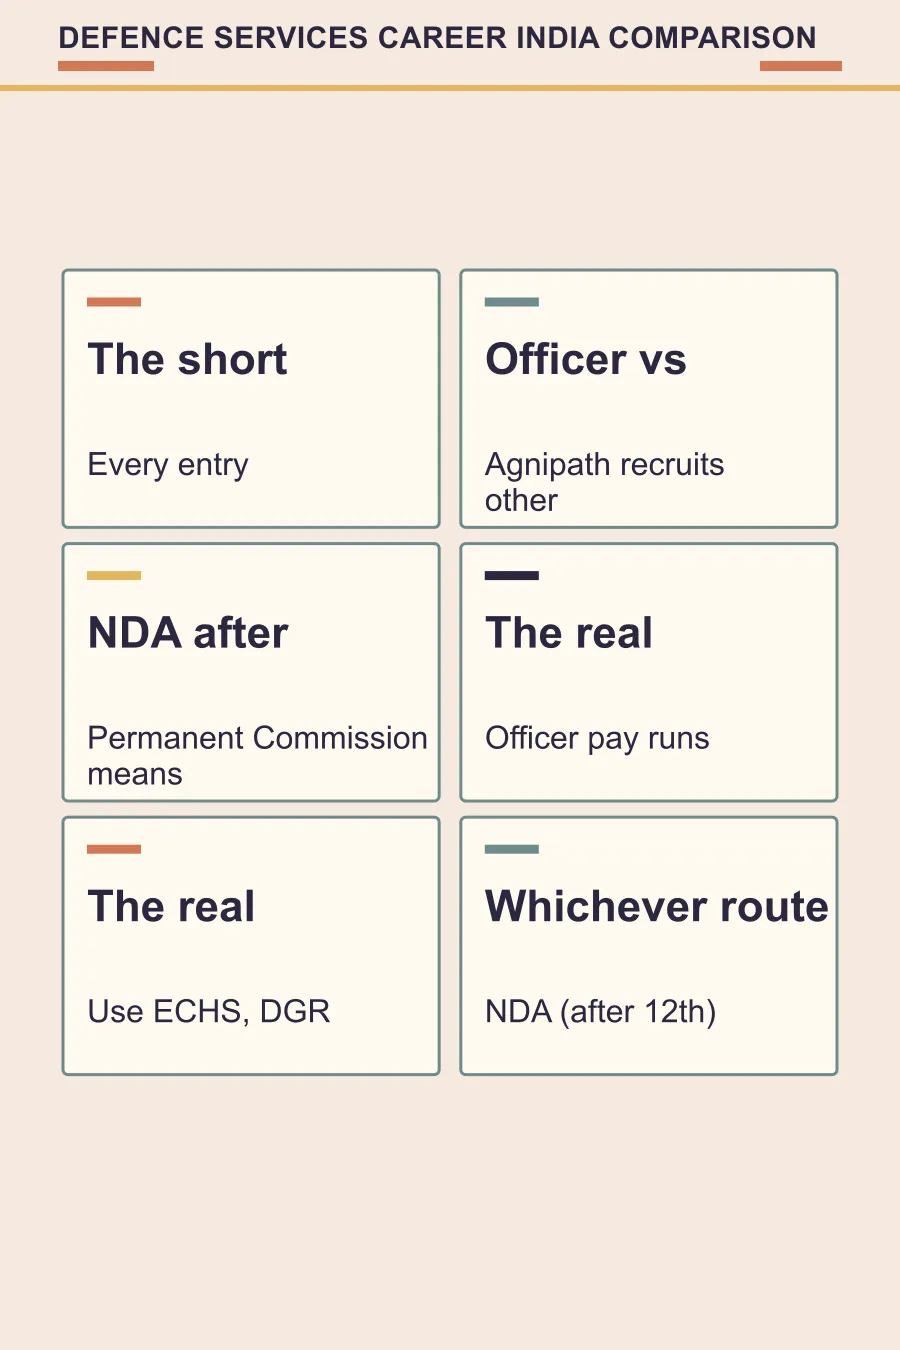 DEFENCE SERVICES CAREER INDIA COMPARISON
The short
Every entry
Officer vs
Agnipath recruits
other
NDA after
Permanent Commission
means
The real
Officer pay runs
The real
Use ECHS, DGR
Whichever route
NDA (after 12th)